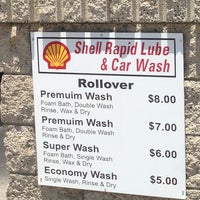 Shell Rapid Lube
& Car Wash
Rollover
Premuim Wash $8.00
Foam Bath, Double Wash
Rinse, Wax & Dry
Premuim Wash $7.00
Foam Bath, Double Wash
Rinse & Dry
Super Wash $6.00
Foam Bath, Single Wash
Rinse, Wax & Dry
Economy Wash $5.00
Single Wash, Rinse & Dry